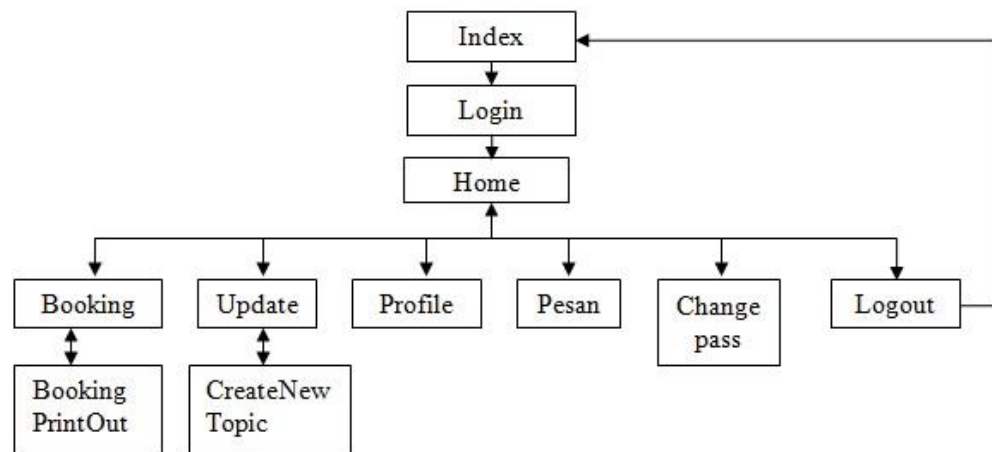 Index
Login
Home
Booking
Update
Profile
Pesan
Change
pass
Logout
Booking
PrintOut
CreateNew
Topic